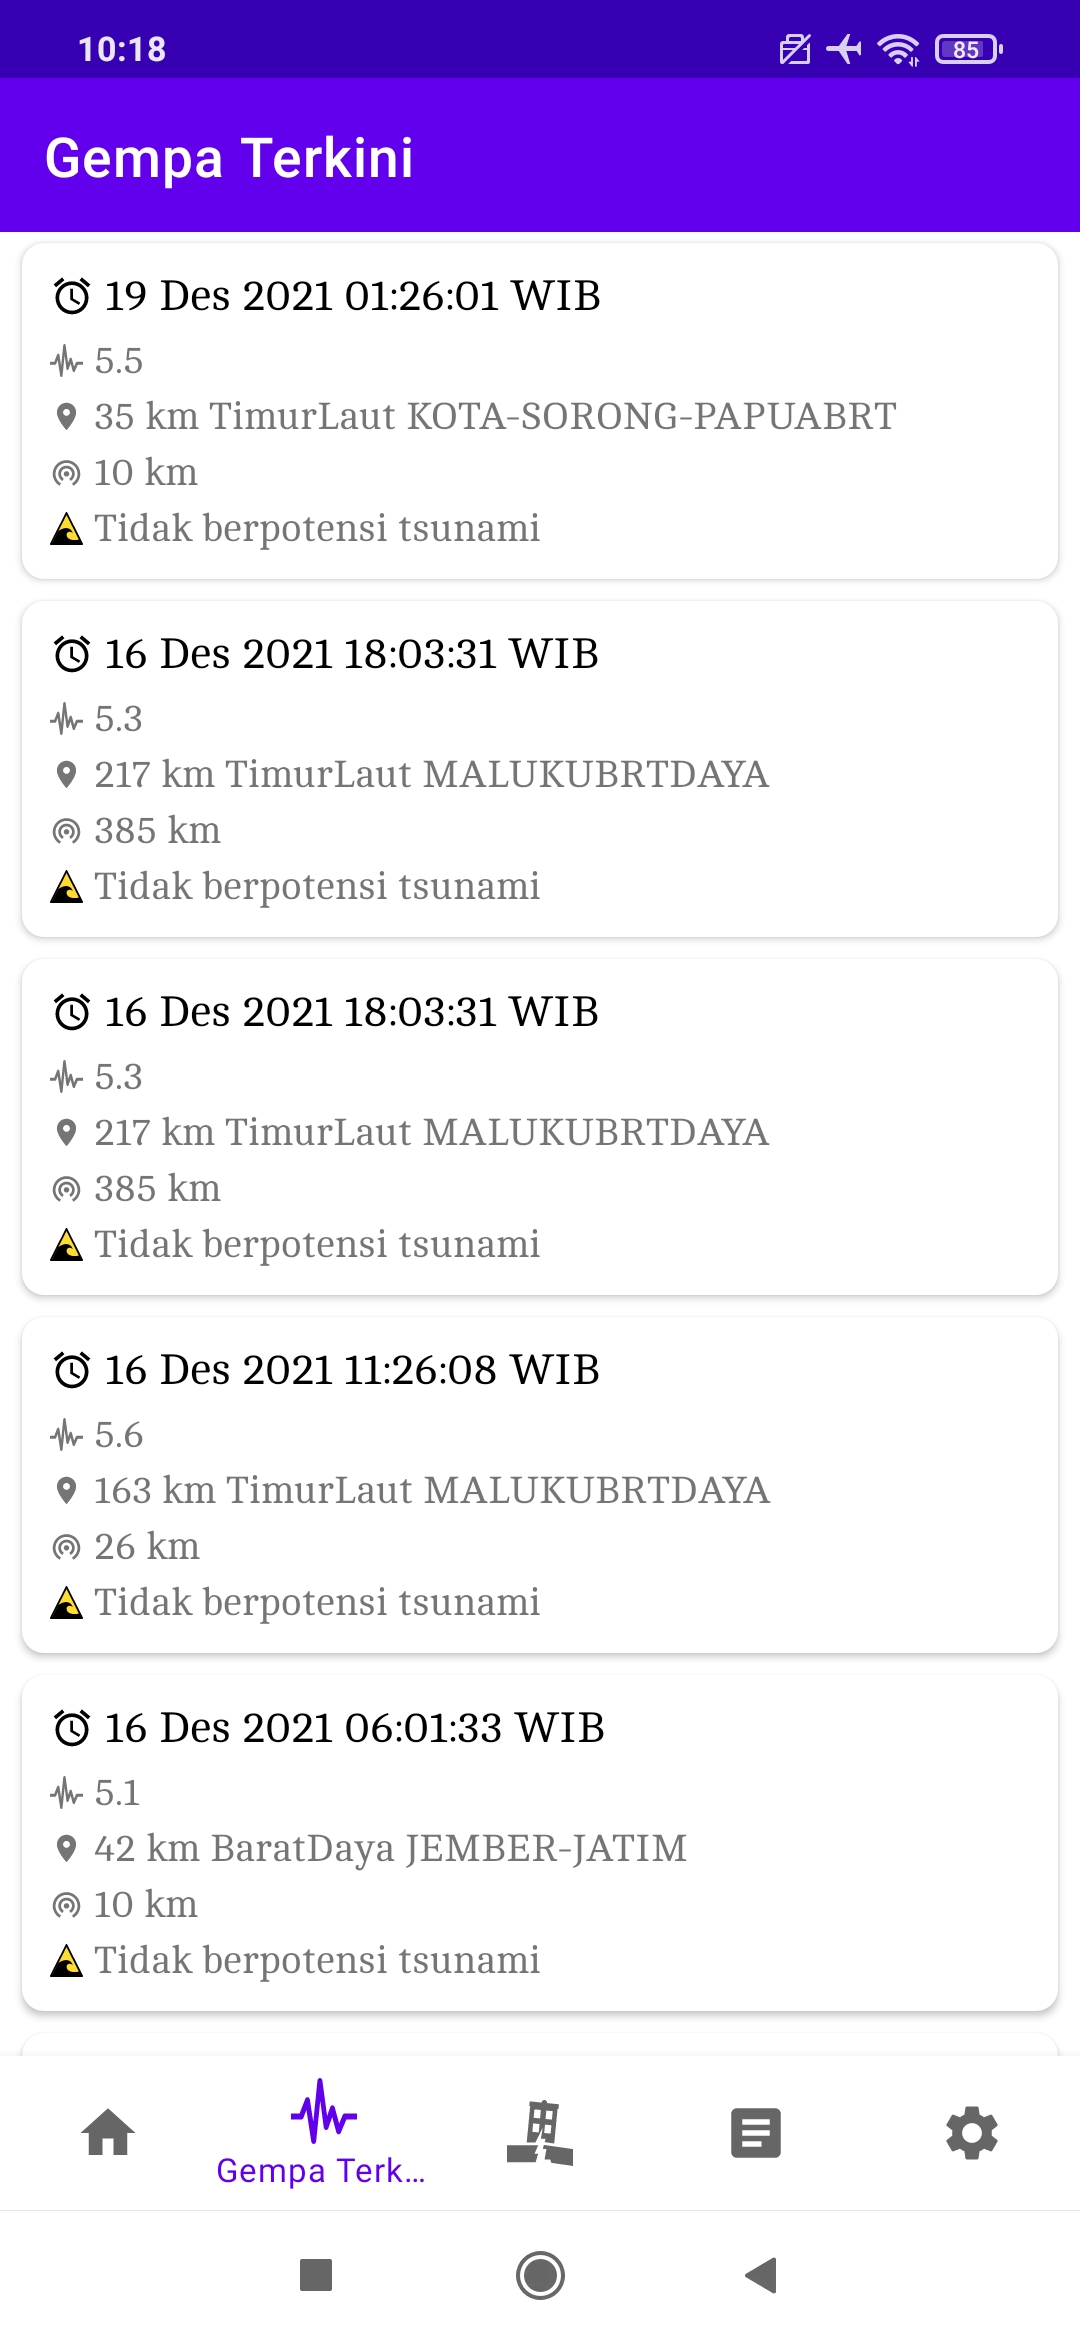 10:18
85
Gempa Terkini
19 Des 2021 01:26:01 WIB
5.5
35 km TimurLaut KOTA-SORONG-PAPUABRT
10 km
Tidak berpotensi tsunami
16 Des 2021 18:03:31 WIB
5.3
217 km TimurLaut MALUKUBRTDAYA
385 km
Tidak berpotensi tsunami
16 Des 2021 18:03:31 WIB
5.3
217 km TimurLaut MALUKUBRTDAYA
385 km
Tidak berpotensi tsunami
16 Des 2021 11:26:08 WIB
5.6
163 km TimurLaut MALUKUBRTDAYA
26 km
Tidak berpotensi tsunami
16 Des 2021 06:01:33 WIB
5.1
42 km BaratDaya JEMBER-JATIM
10 km
Tidak berpotensi tsunami
Gempa Terk...